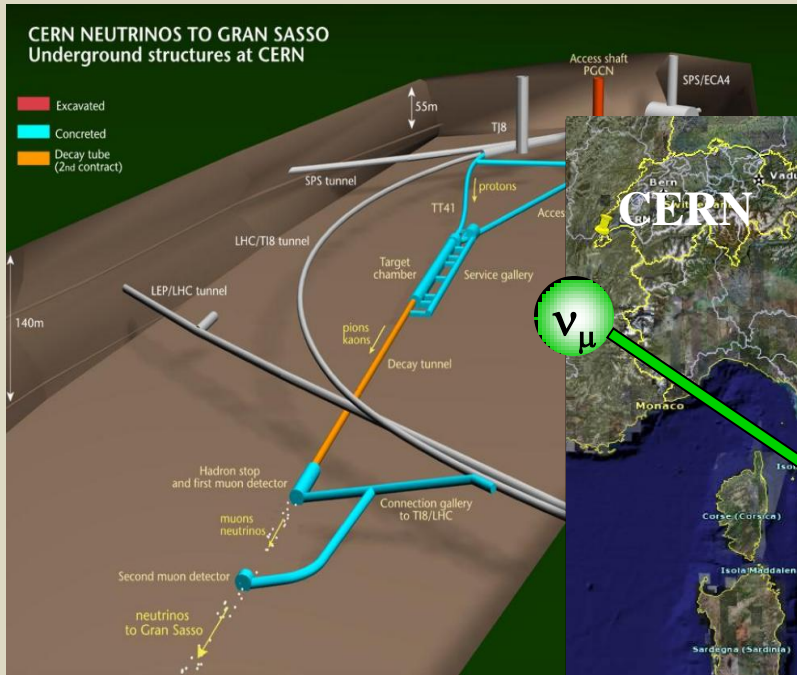 CERN NEUTRINOS TO GRAN SASSO
Underground structures at CERN
Excavated
Concreted
Decay tube
(2nd contract)
55m
Access shaft
PGCN
SPS/ECA4
TJ8
SPS tunnel
protons
TT41
Access
LHC/TI8 tunnel
Target
chamber
Service gallery
LEP/LHC tunnel
140m
pions
kaons
Decay tunnel
Hadron stop
and first muon detector
Connection gallery
to TI8/LHC
muons
neutrinos
Second muon detector
neutrinos
to Gran Sasso
Bern
CERN
νμ
Monaco
Corse (Corsica)
Isola Maddalen
Sardegna (Sardinia)